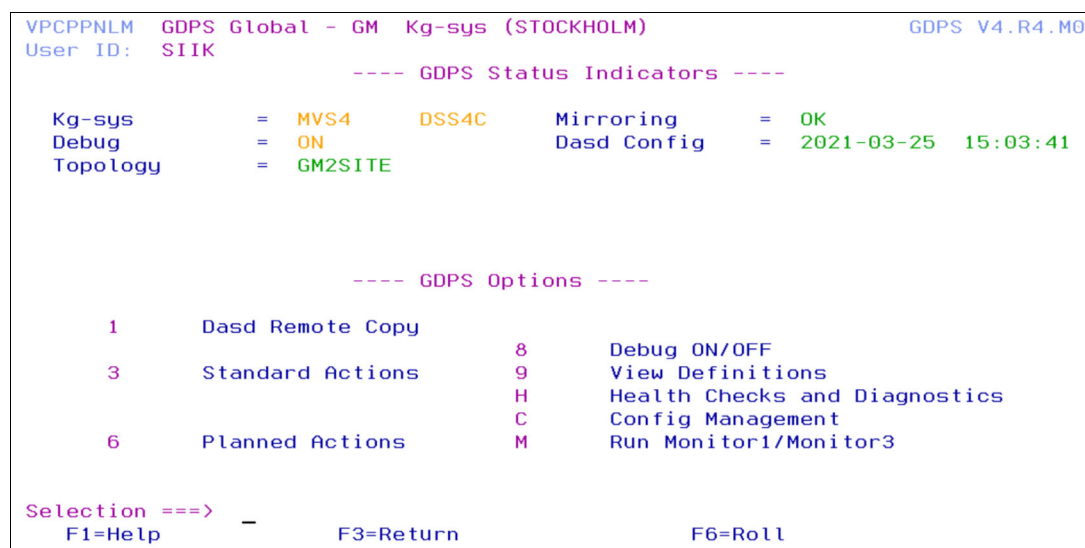 VPCPPNLM GDPS Global - GM Kg-sys (STOCKHOLM) GDPS V4.R4.M0
User ID: SIIK
---- GDPS Status Indicators ----
Kg-sys = MVS4 DSS4C Mirroring = OK
Debug = ON Dasd Config = 2021-03-25 15:03:41
Topology = GM2SITE
---- GDPS Options ----
1 Dasd Remote Copy
8 Debug ON/OFF
3 Standard Actions 9 View Definitions
H Health Checks and Diagnostics
C Config Management
6 Planned Actions M Run Monitor1/Monitor3
Selection ===> _
F1=Help F3=Return F6=Roll